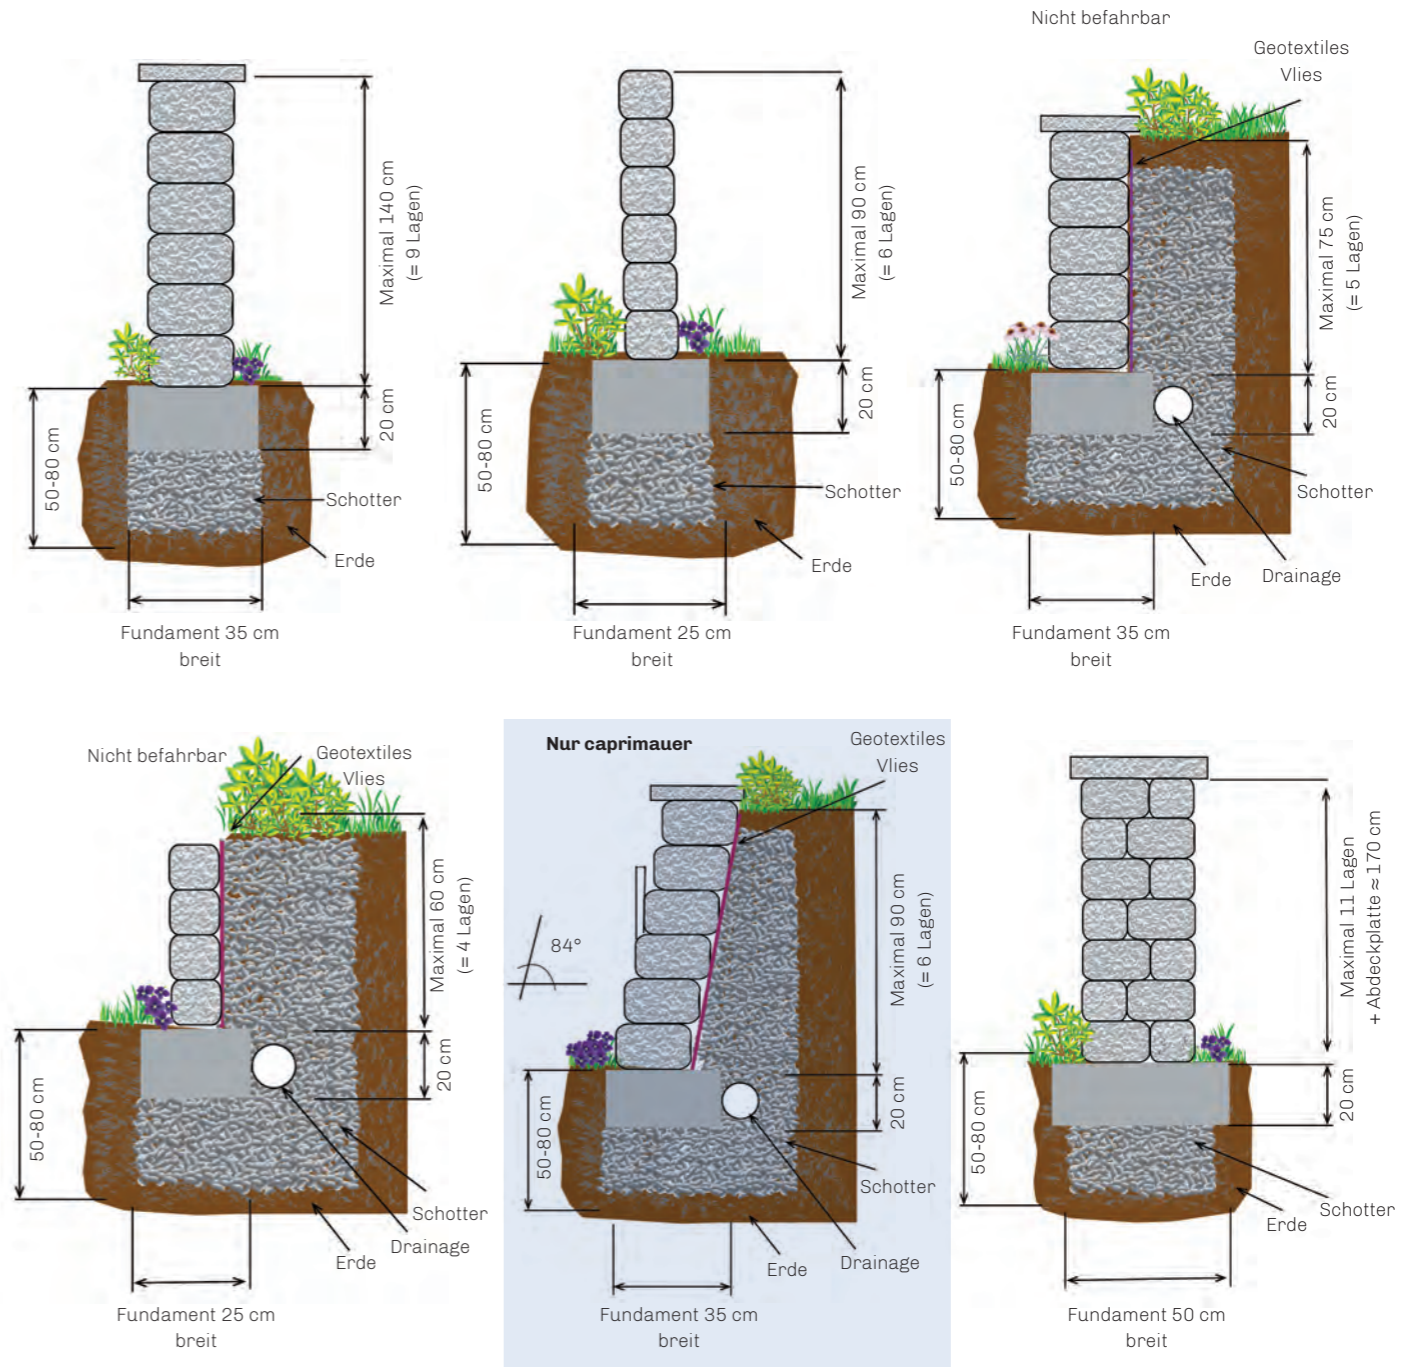 Maximal 140 cm
(= 9 Lagen)
20 cm
50-80 cm
Schotter
Erde
Fundament 35 cm
breit
Maximal 90 cm
(= 6 Lagen)
20 cm
50-80 cm
Schotter
Erde
Fundament 25 cm
breit
Nicht befahrbar
Geotextiles
Vlies
Maximal 75 cm
(= 5 Lagen)
20 cm
50-80 cm
Schotter
Drainage
Erde
Fundament 35 cm
breit
Nicht befahrbar
Geotextiles
Vlies
Maximal 60 cm
(= 4 Lagen)
20 cm
50-80 cm
Schotter
Drainage
Erde
Fundament 25 cm
breit
Nur caprimauer
Geotextiles
Vlies
84°
Maximal 90 cm
(= 6 Lagen)
20 cm
50-80 cm
Schotter
Drainage
Erde
Fundament 35 cm
breit
Maximal 11 Lagen
+ Abdeckplatte ≈ 170 cm
20 cm
50-80 cm
Schotter
Erde
Fundament 50 cm
breit